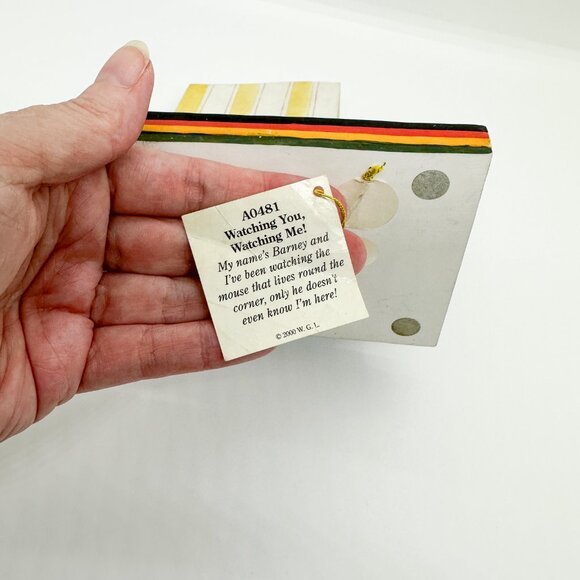 A0481
Watching You,
Watching Me!
My name's Barney and
I've been watching the
mouse that lives round the
corner, only he doesn't
even know I'm here!
© 2000 W. G. L.